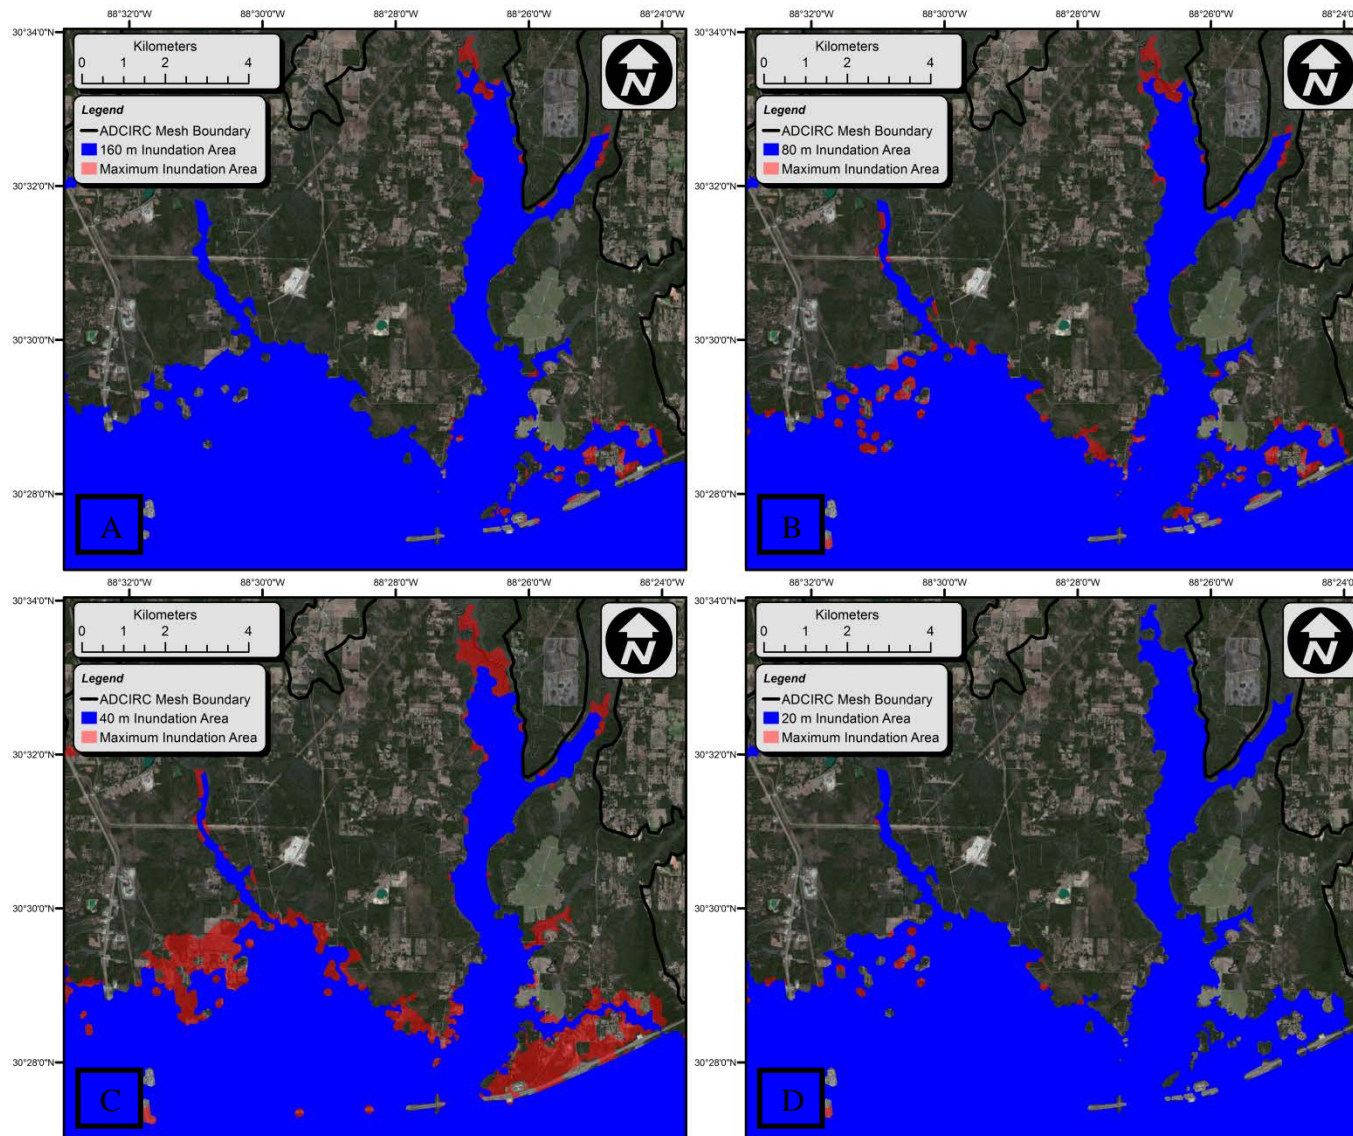 88°32'0"W 88°30'0"W 88°28'0"W 88°26'0"W 88°24'0"W
30°34'0"N
30°32'0"N
30°30'0"N
30°28'0"N
Kilometers
0 1 2 4
Legend
ADCIRC Mesh Boundary
160 m Inundation Area
Maximum Inundation Area
N
A
88°32'0"W 88°30'0"W 88°28'0"W 88°26'0"W 88°24'0"
30°34'0"N
30°32'0"N
30°30'0"N
30°28'0"N
Kilometers
0 1 2 4
Legend
ADCIRC Mesh Boundary
80 m Inundation Area
Maximum Inundation Area
N
B
88°32'0"W 88°30'0"W 88°28'0"W 88°26'0"W 88°24'0"W
30°34'0"N
30°32'0"N
30°30'0"N
30°28'0"N
Kilometers
0 1 2 4
Legend
ADCIRC Mesh Boundary
40 m Inundation Area
Maximum Inundation Area
N
C
88°32'0"W 88°30'0"W 88°28'0"W 88°26'0"W 88°24'0"
30°34'0"N
30°32'0"N
30°30'0"N
30°28'0"N
Kilometers
0 1 2 4
Legend
ADCIRC Mesh Boundary
20 m Inundation Area
Maximum Inundation Area
N
D